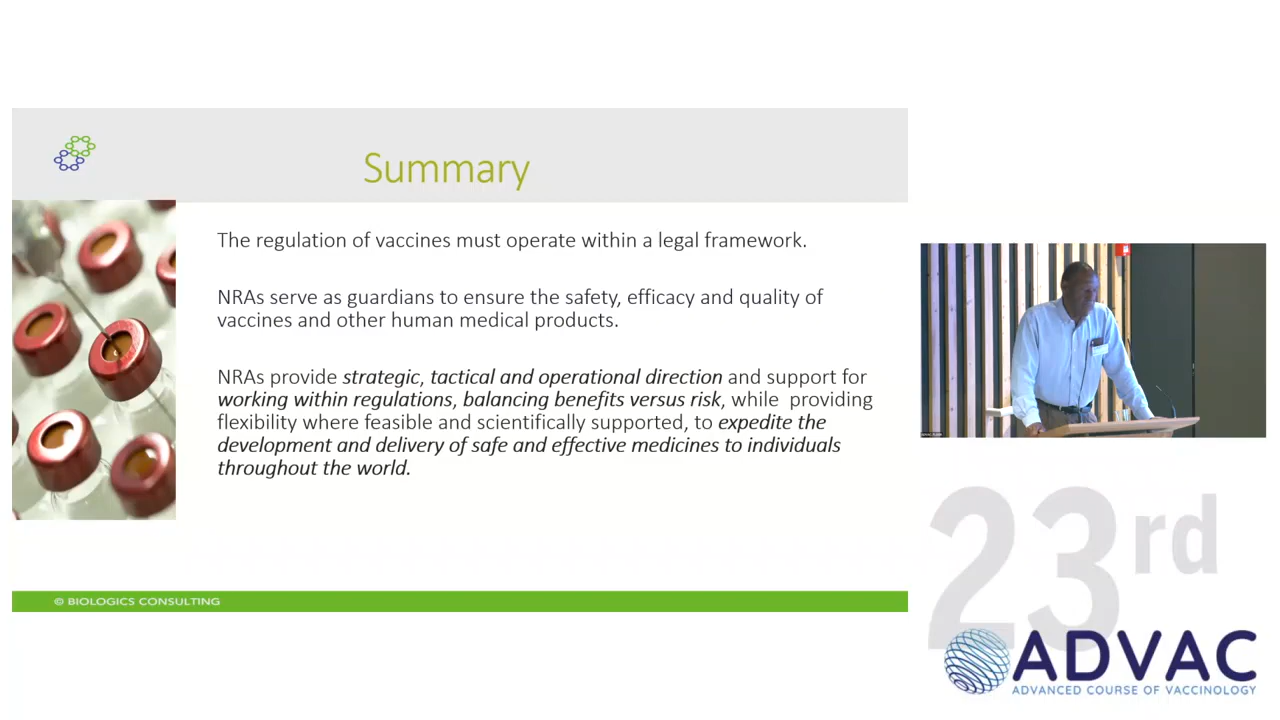 Summary
The regulation of vaccines must operate within a legal framework.
NRAs serve as guardians to ensure the safety, efficacy and quality of
vaccines and other human medical products.
NRAs provide strategic, tactical and operational direction and support for
working within regulations, balancing benefits versus risk, while providing
flexibility where feasible and scientifically supported, to expedite the
development and delivery of safe and effective medicines to individuals
throughout the world.
© BIOLOGICS CONSULTING
23rd
ADVAC
ADVANCED COURSE OF VACCINOLOGY